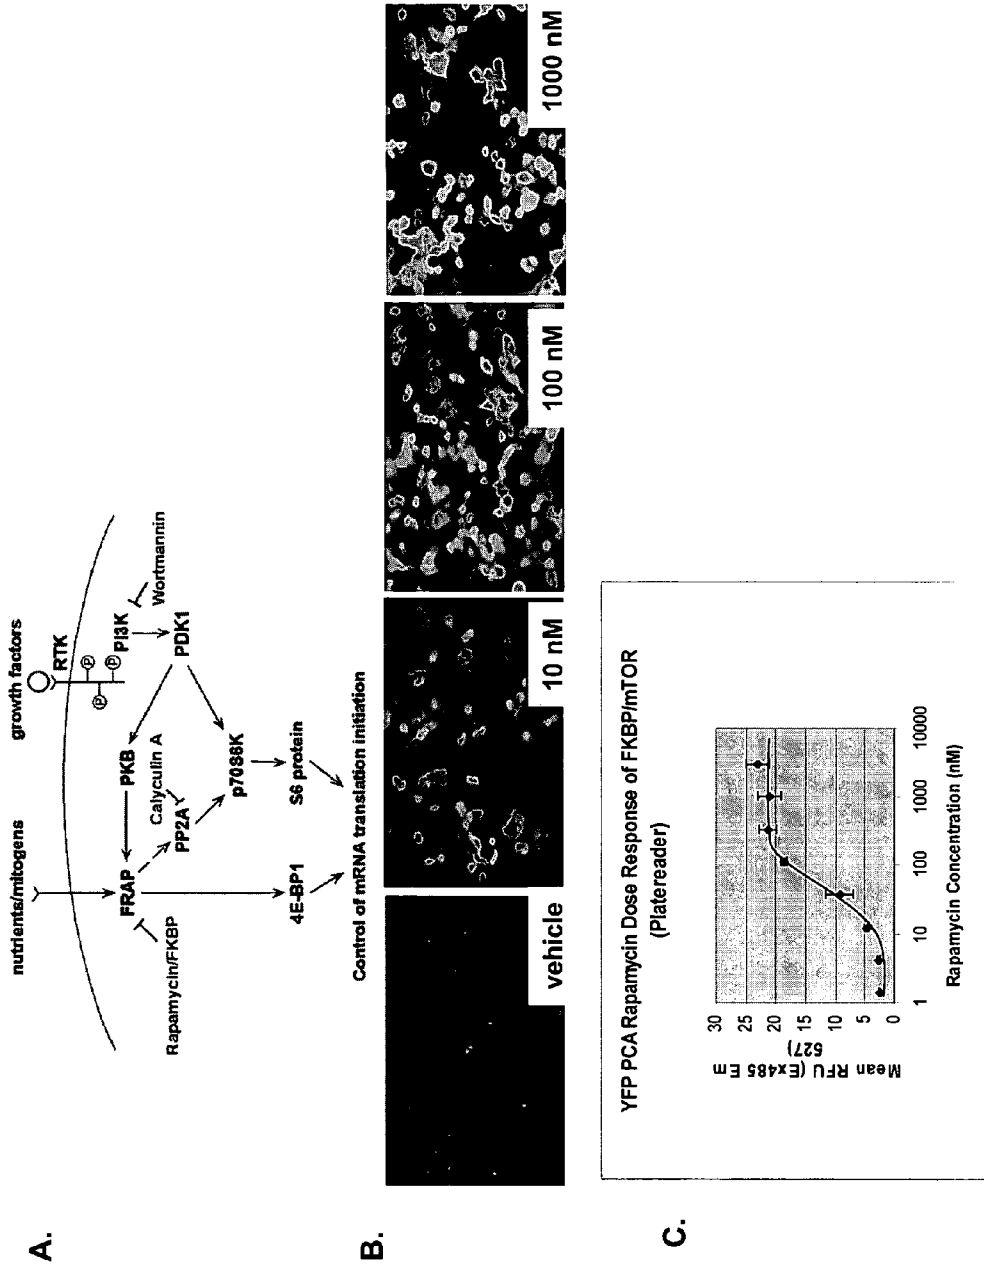 A.
nutrients/mitogens
growth factors
RTK
P
P
P
PI3K
Wortmannin
PDK1
PKB
Calyculin A
FRAP
PP2A
Rapamycin/FKBP
p70S6K
4E-BP1
S6 protein
Control of mRNA translation initiation
B.
vehicle
10 nM
100 nM
1000 nM
C.
YFP PCA Rapamycin Dose Response of FKBP/mTOR
(Platereader)
Mean RFU (Ex485 Em
527)
30
25
20
15
10
5
0
1
10
100
1000
10000
Rapamycin Concentration (nM)